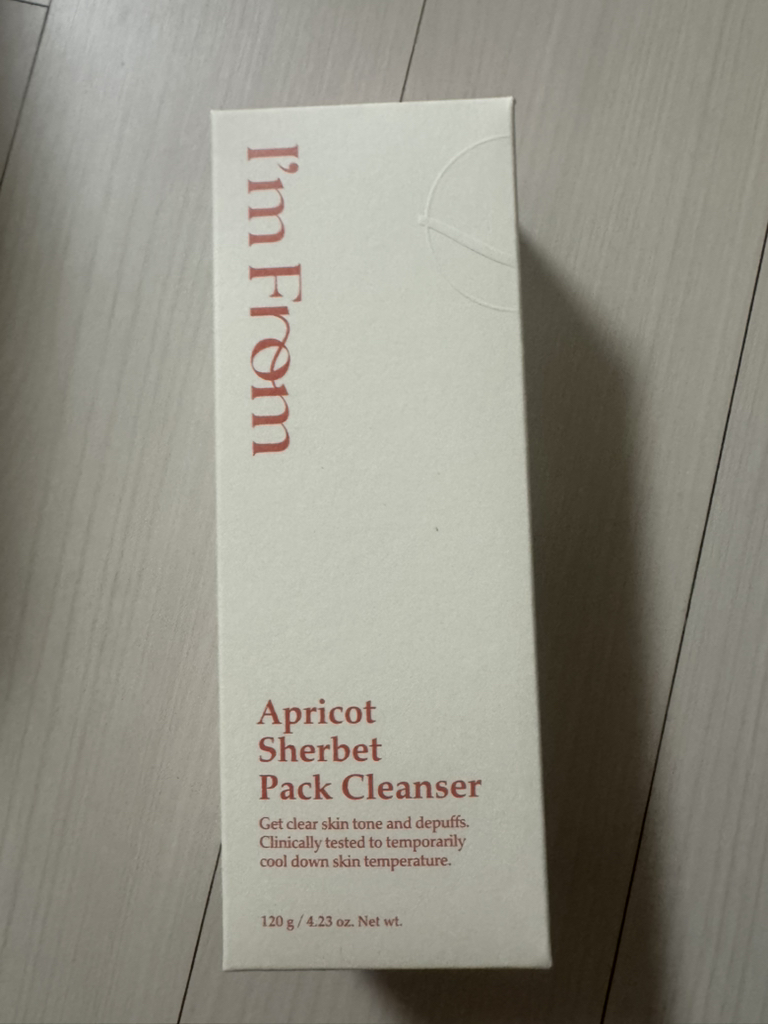 I'm From
Apricot
Sherbet
Pack Cleanser
Get clear skin tone and depuffs.
Clinically tested to temporarily
cool down skin temperature.
120 g / 4.23 oz. Net wt.